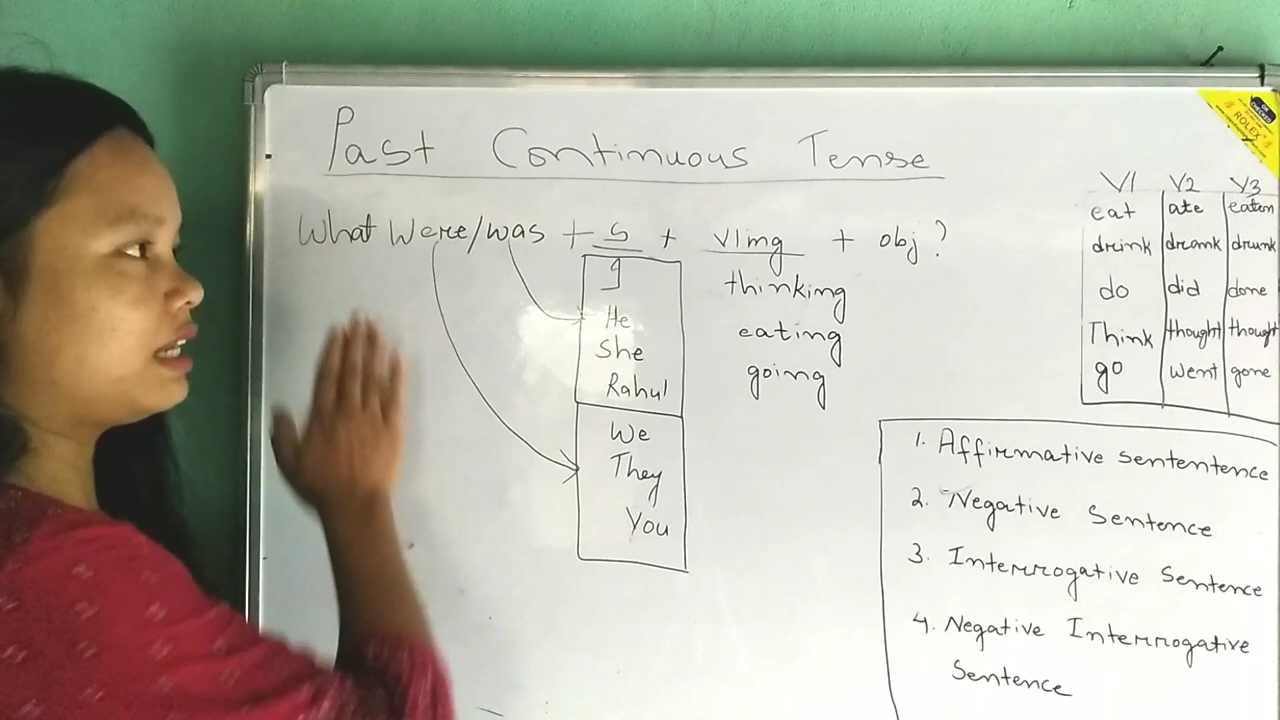 Past Continuous Tense
What Were/was + S + V1ing + obj?
I
He
She
Rahul
We
They
You
thinking
eating
going
V1 V2 V3
eat ate eaten
drink drank drunk
do did done
Think thought thought
go went gone
1. Affirmative sententence
2. Negative Sentence
3. Interrogative Sentence
4. Negative Interrogative
Sentence
ROLEX